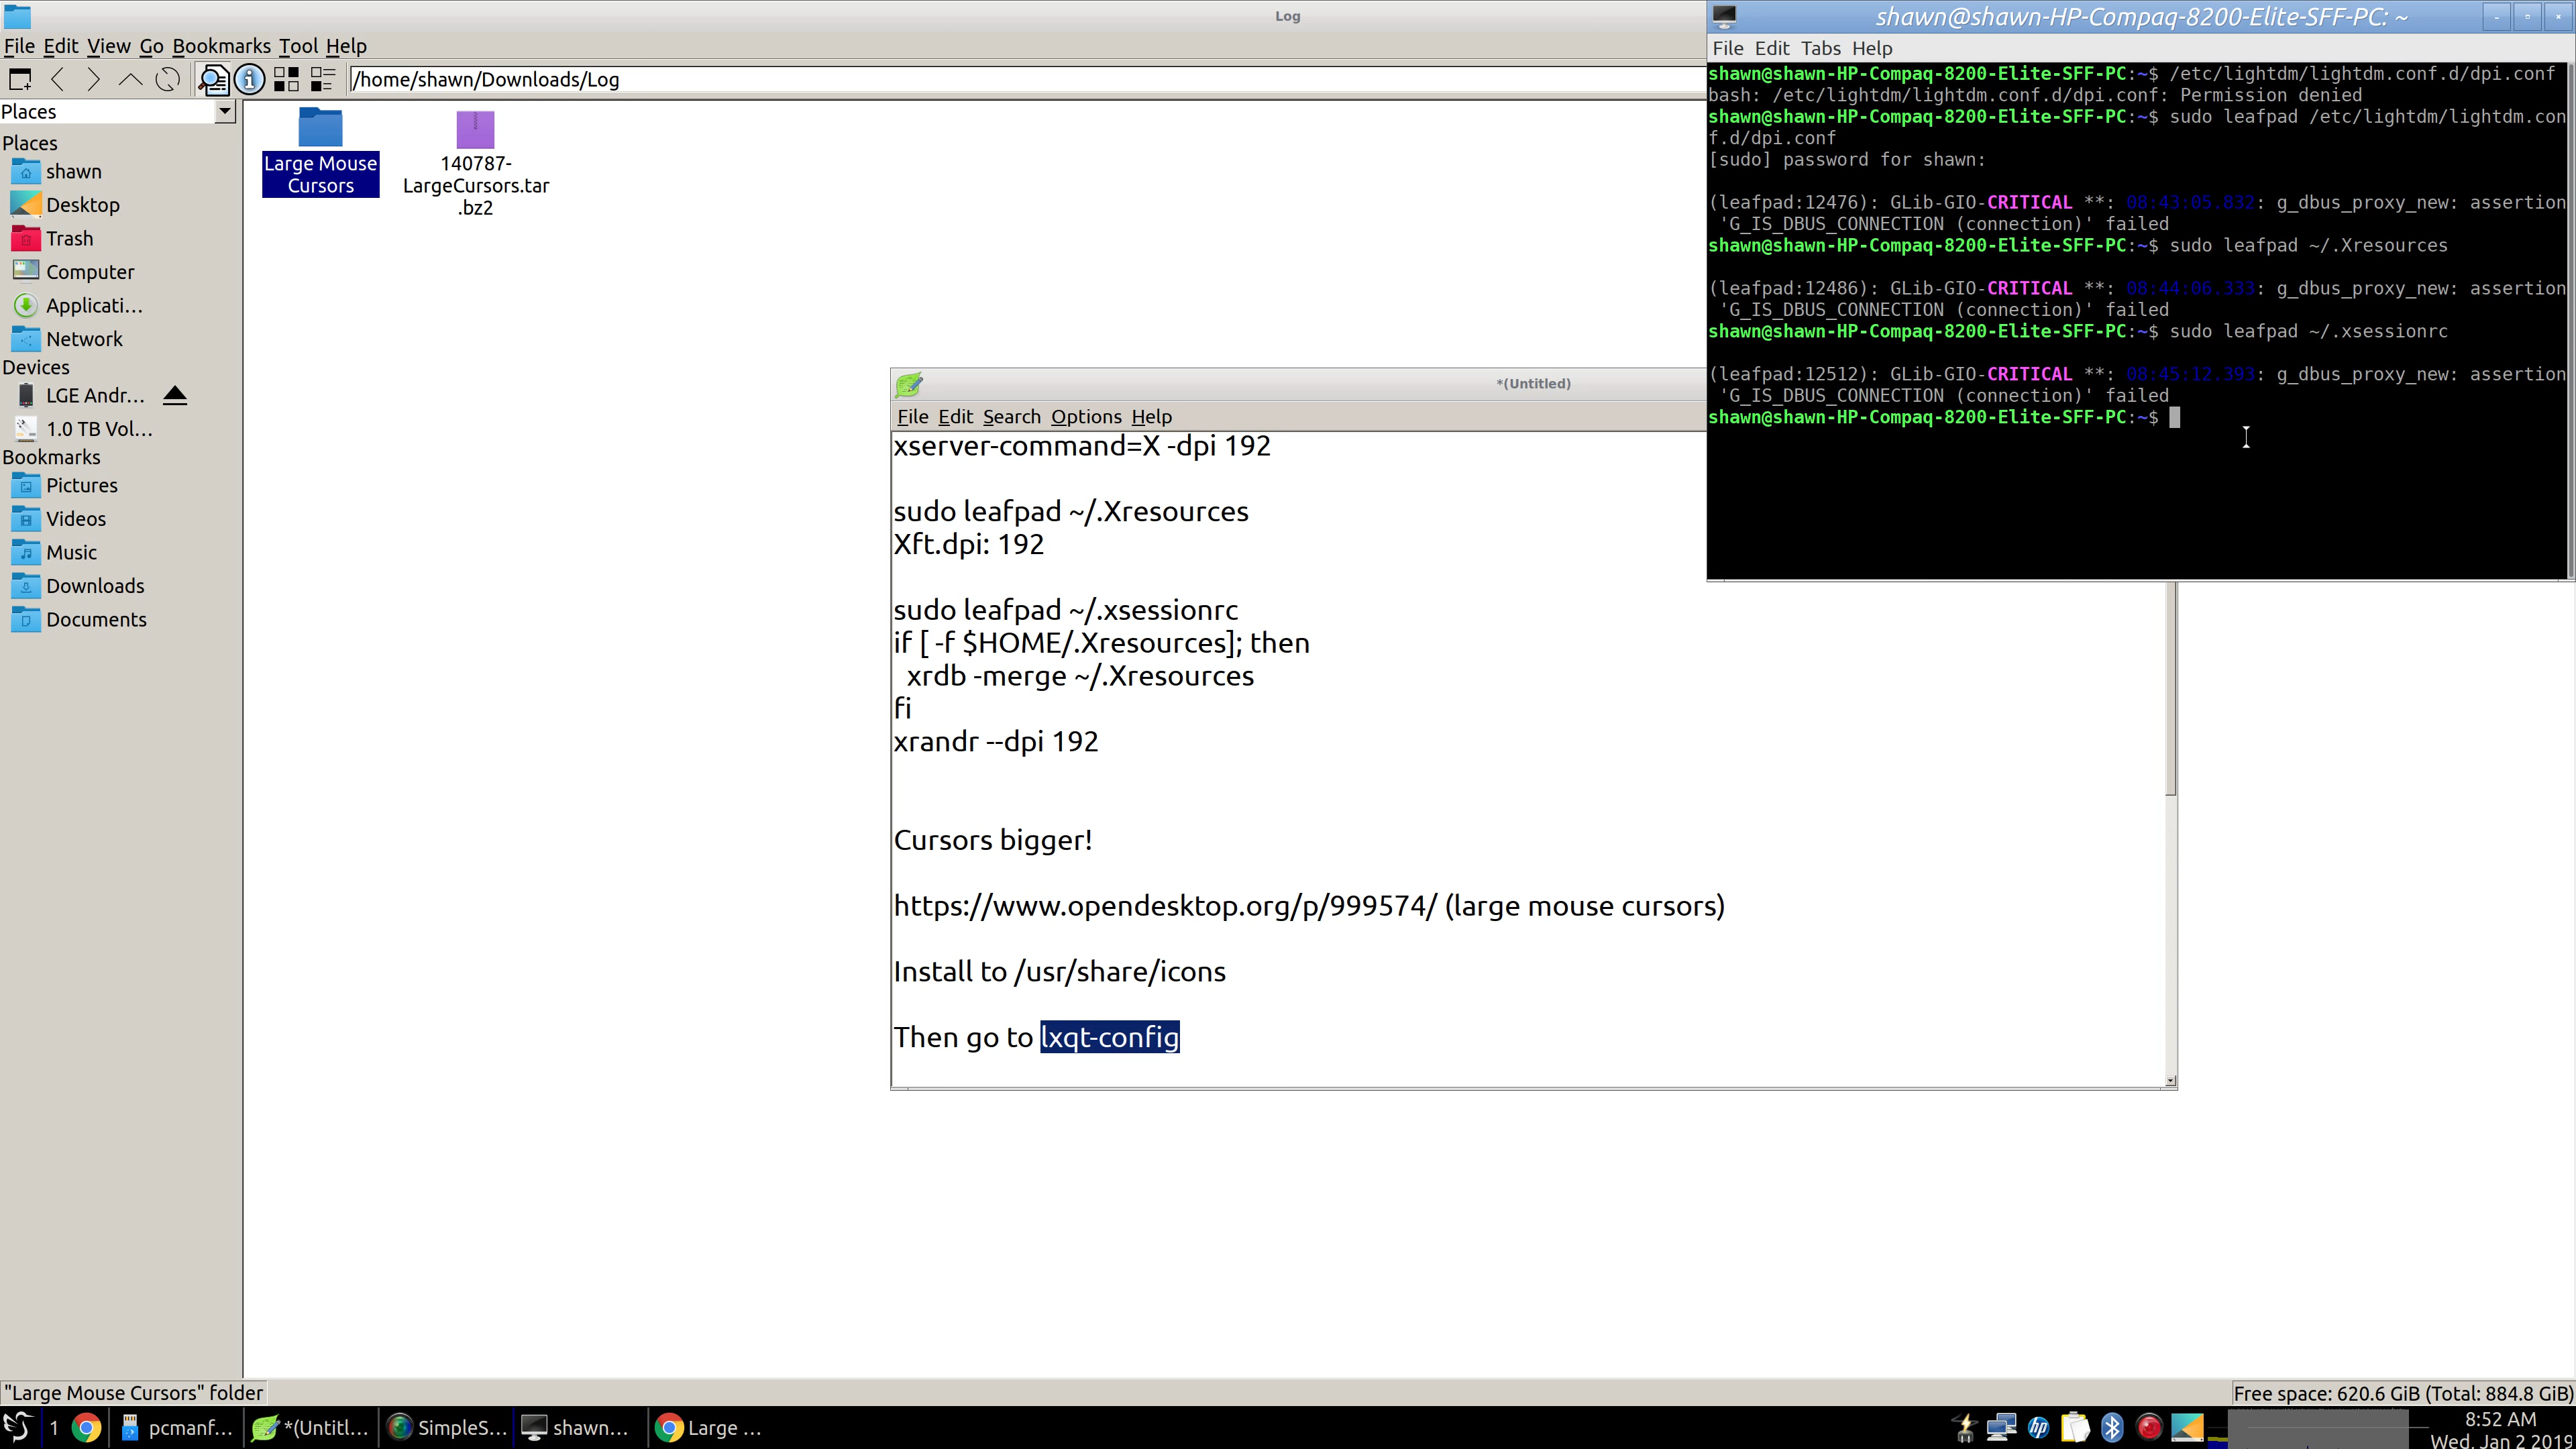 Log
File Edit View Go Bookmarks Tool Help
/home/shawn/Downloads/Log
Places
Places
shawn
Desktop
Trash
Computer
Applicati...
Network
Devices
LGE Andr...
1.0 TB Vol...
Bookmarks
Pictures
Videos
Music
Downloads
Documents
Large Mouse
Cursors
140787-
LargeCursors.tar
.bz2
*(Untitled)
File Edit Search Options Help
xserver-command=X -dpi 192
sudo leafpad ~/.Xresources
Xft.dpi: 192
sudo leafpad ~/.xsessionrc
if [ -f $HOME/.Xresources]; then
xrdb -merge ~/.Xresources
fi
xrandr --dpi 192
Cursors bigger!
https://www.opendesktop.org/p/999574/ (large mouse cursors)
Install to /usr/share/icons
Then go to lxqt-config
shawn@shawn-HP-Compaq-8200-Elite-SFF-PC: ~
File Edit Tabs Help
shawn@shawn-HP-Compaq-8200-Elite-SFF-PC:~$ /etc/lightdm/lightdm.conf.d/dpi.conf
bash: /etc/lightdm/lightdm.conf.d/dpi.conf: Permission denied
shawn@shawn-HP-Compaq-8200-Elite-SFF-PC:~$ sudo leafpad /etc/lightdm/lightdm.con
f.d/dpi.conf
[sudo] password for shawn:
(leafpad:12476): GLib-GIO-CRITICAL **: 08:43:05.832: g_dbus_proxy_new: assertion
'G_IS_DBUS_CONNECTION (connection)' failed
shawn@shawn-HP-Compaq-8200-Elite-SFF-PC:~$ sudo leafpad ~/.Xresources
(leafpad:12486): GLib-GIO-CRITICAL **: 08:44:06.333: g_dbus_proxy_new: assertion
'G_IS_DBUS_CONNECTION (connection)' failed
shawn@shawn-HP-Compaq-8200-Elite-SFF-PC:~$ sudo leafpad ~/.xsessionrc
(leafpad:12512): GLib-GIO-CRITICAL **: 08:45:12.393: g_dbus_proxy_new: assertion
'G_IS_DBUS_CONNECTION (connection)' failed
shawn@shawn-HP-Compaq-8200-Elite-SFF-PC:~$
"Large Mouse Cursors" folder
Free space: 620.6 GiB (Total: 884.8 GiB)
1 pcmanf... *(Untitl... SimpleS... shawn... Large ...
hp
8:52 AM
Wed, Jan 2 2019